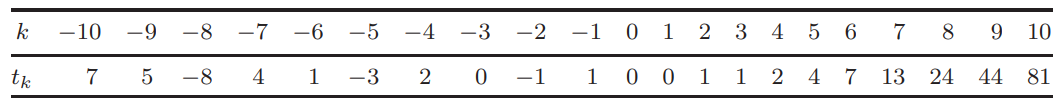 k −10 −9 −8 −7 −6 −5 −4 −3 −2 −1 0 1 2 3 4 5 6 7 8 9 10
t_k 7 5 −8 4 1 −3 2 0 −1 1 0 0 1 1 2 4 7 13 24 44 81